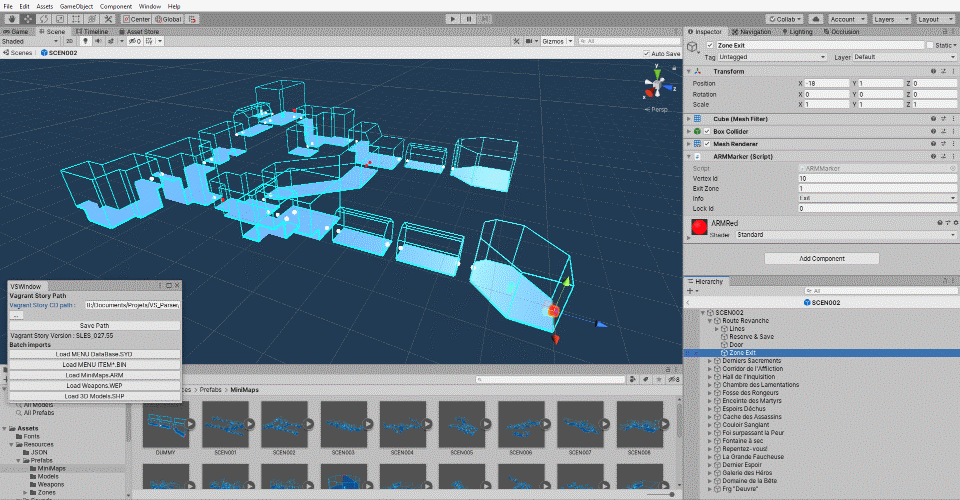 File Edit Assets GameObject Component Window Help
Center Global Collab Account Layers Layout
Game Scene Timeline Asset Store
Shaded 2D 0 Gizmos All
Scenes SCEN002
Auto Save
y
x
z
Persp
VSWindow
Vagrant Story Path
Vagrant Story CD path : B:/Documents/Projets/VS_Parser/
...
Save Path
Vagrant Story Version : SLES_027.55
Batch imports
Load MENU DataBase.SYD
Load MENU ITEM*.BIN
Load MiniMaps.ARM
Load Weapons.WEP
Load 3D Models.SHP
All Models
All Prefabs
Assets
Fonts
Resources
JSON
Prefabs
MiniMaps
Models
Weapons
Zones
Prefabs MiniMaps
8
DUMMY SCEN001 SCEN002 SCEN003 SCEN004 SCEN005 SCEN006 SCEN007 SCEN008
Inspector Navigation Lighting Occlusion
Zone Exit Static
Tag Untagged Layer Default
Transform
Position X -18 Y 1 Z 0
Rotation X 0 Y 0 Z 0
Scale X 1 Y 1 Z 1
Cube (Mesh Filter)
Box Collider
Mesh Renderer
ARMMarker (Script)
Script ARMMarker
Vertex Id 10
Exit Zone 1
Info Exit
Lock Id 0
ARMRed
Shader Standard
Add Component
Hierarchy
All
SCEN002
SCEN002
Route Revanche
Lines
Reserve & Save
Door
Zone Exit
Derniers Sacrements
Corridor de l'Affliction
Hall de l'Inquisition
Chambre des Lamentations
Fosse des Rongeurs
Enceinte des Martyrs
Espoirs Déchus
Cache des Assassins
Couloir Sanglant
Foi surpassant la Peur
Fontaine à sec
Repentez-vous!
La Grande Faucheuse
Dernier Espoir
Galerie des Héros
Domaine de la Bête